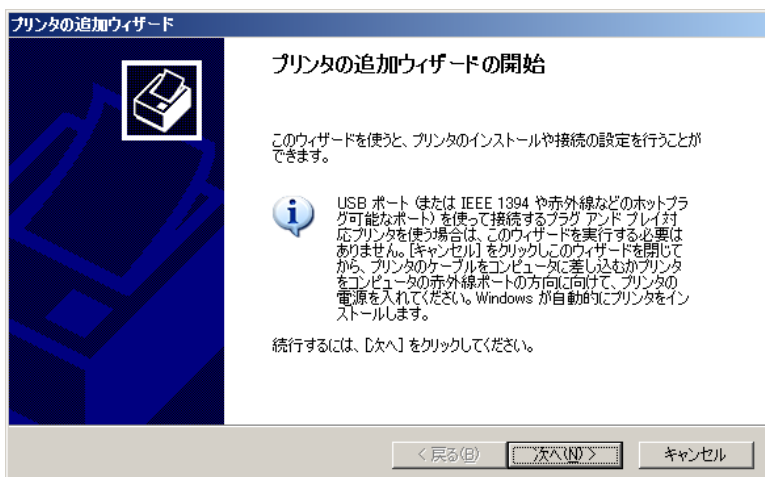 プリンタの追加ウィザード
プリンタの追加ウィザードの開始
このウィザードを使うと、プリンタのインストールや接続の設定を行うことが
できます。
USB ポート (または IEEE 1394 や赤外線などのホットプラ
グ可能なポート) を使って接続するプラグ アンド プレイ対
応プリンタを使う場合は、このウィザードを実行する必要は
ありません。[キャンセル] をクリックしこのウィザードを閉じて
から、プリンタのケーブルをコンピュータに差し込むかプリンタ
をコンピュータの赤外線ポートの方向に向けて、プリンタの
電源を入れてください。Windows が自動的にプリンタをイン
ストールします。
続行するには、[次へ] をクリックしてください。
< 戻る(B)
次へ(N) >
キャンセル